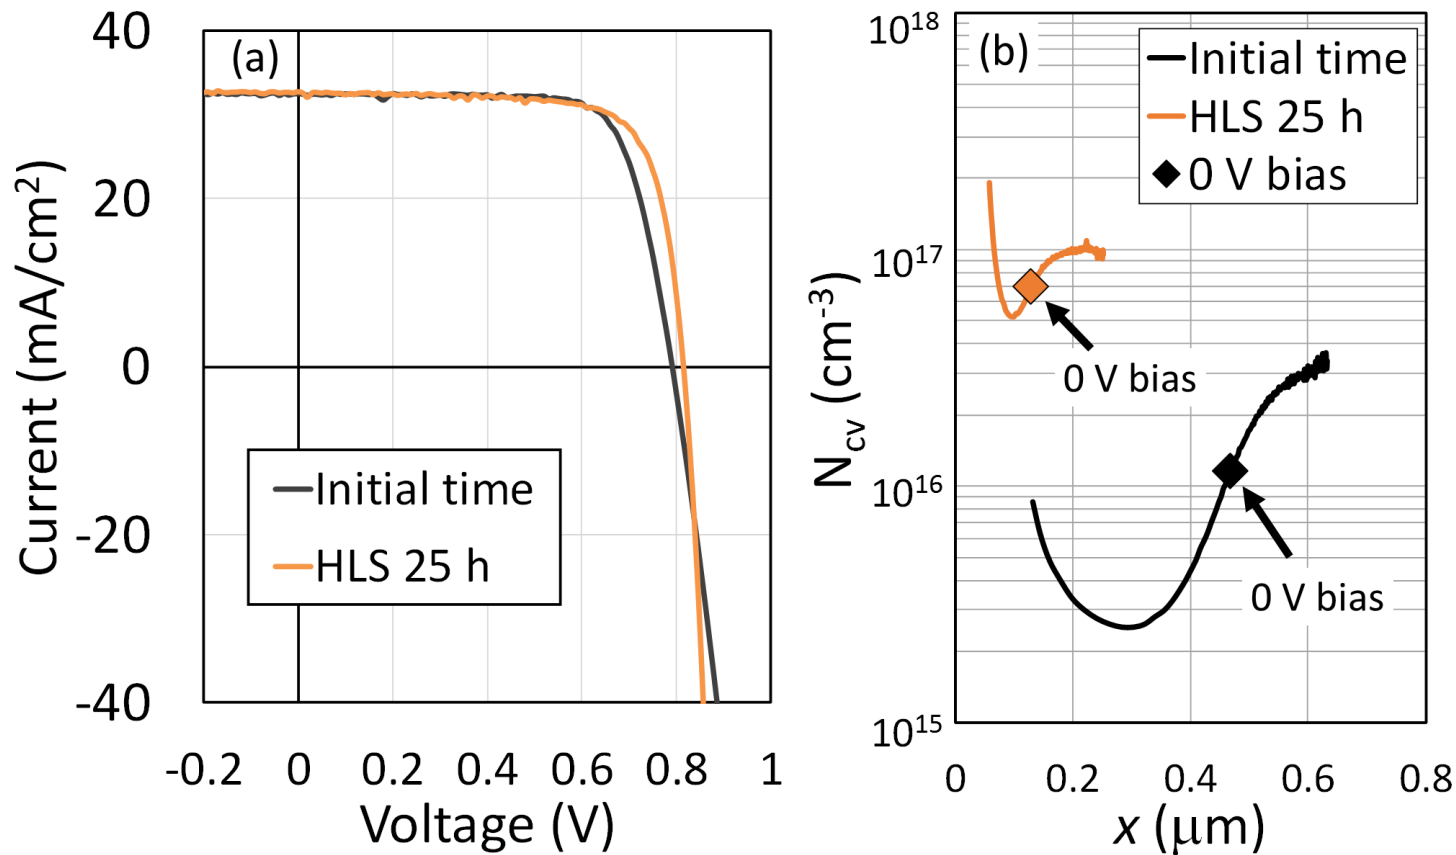 (a)
40
20
0
-20
-40
Current (mA/cm²)
Initial time
HLS 25 h
-0.2 0 0.2 0.4 0.6 0.8 1
Voltage (V)
(b)
Initial time
HLS 25 h
0 V bias
10¹⁸
10¹⁷
10¹⁶
10¹⁵
N_cv (cm⁻³)
0 V bias
0 V bias
0 0.2 0.4 0.6 0.8
x (μm)